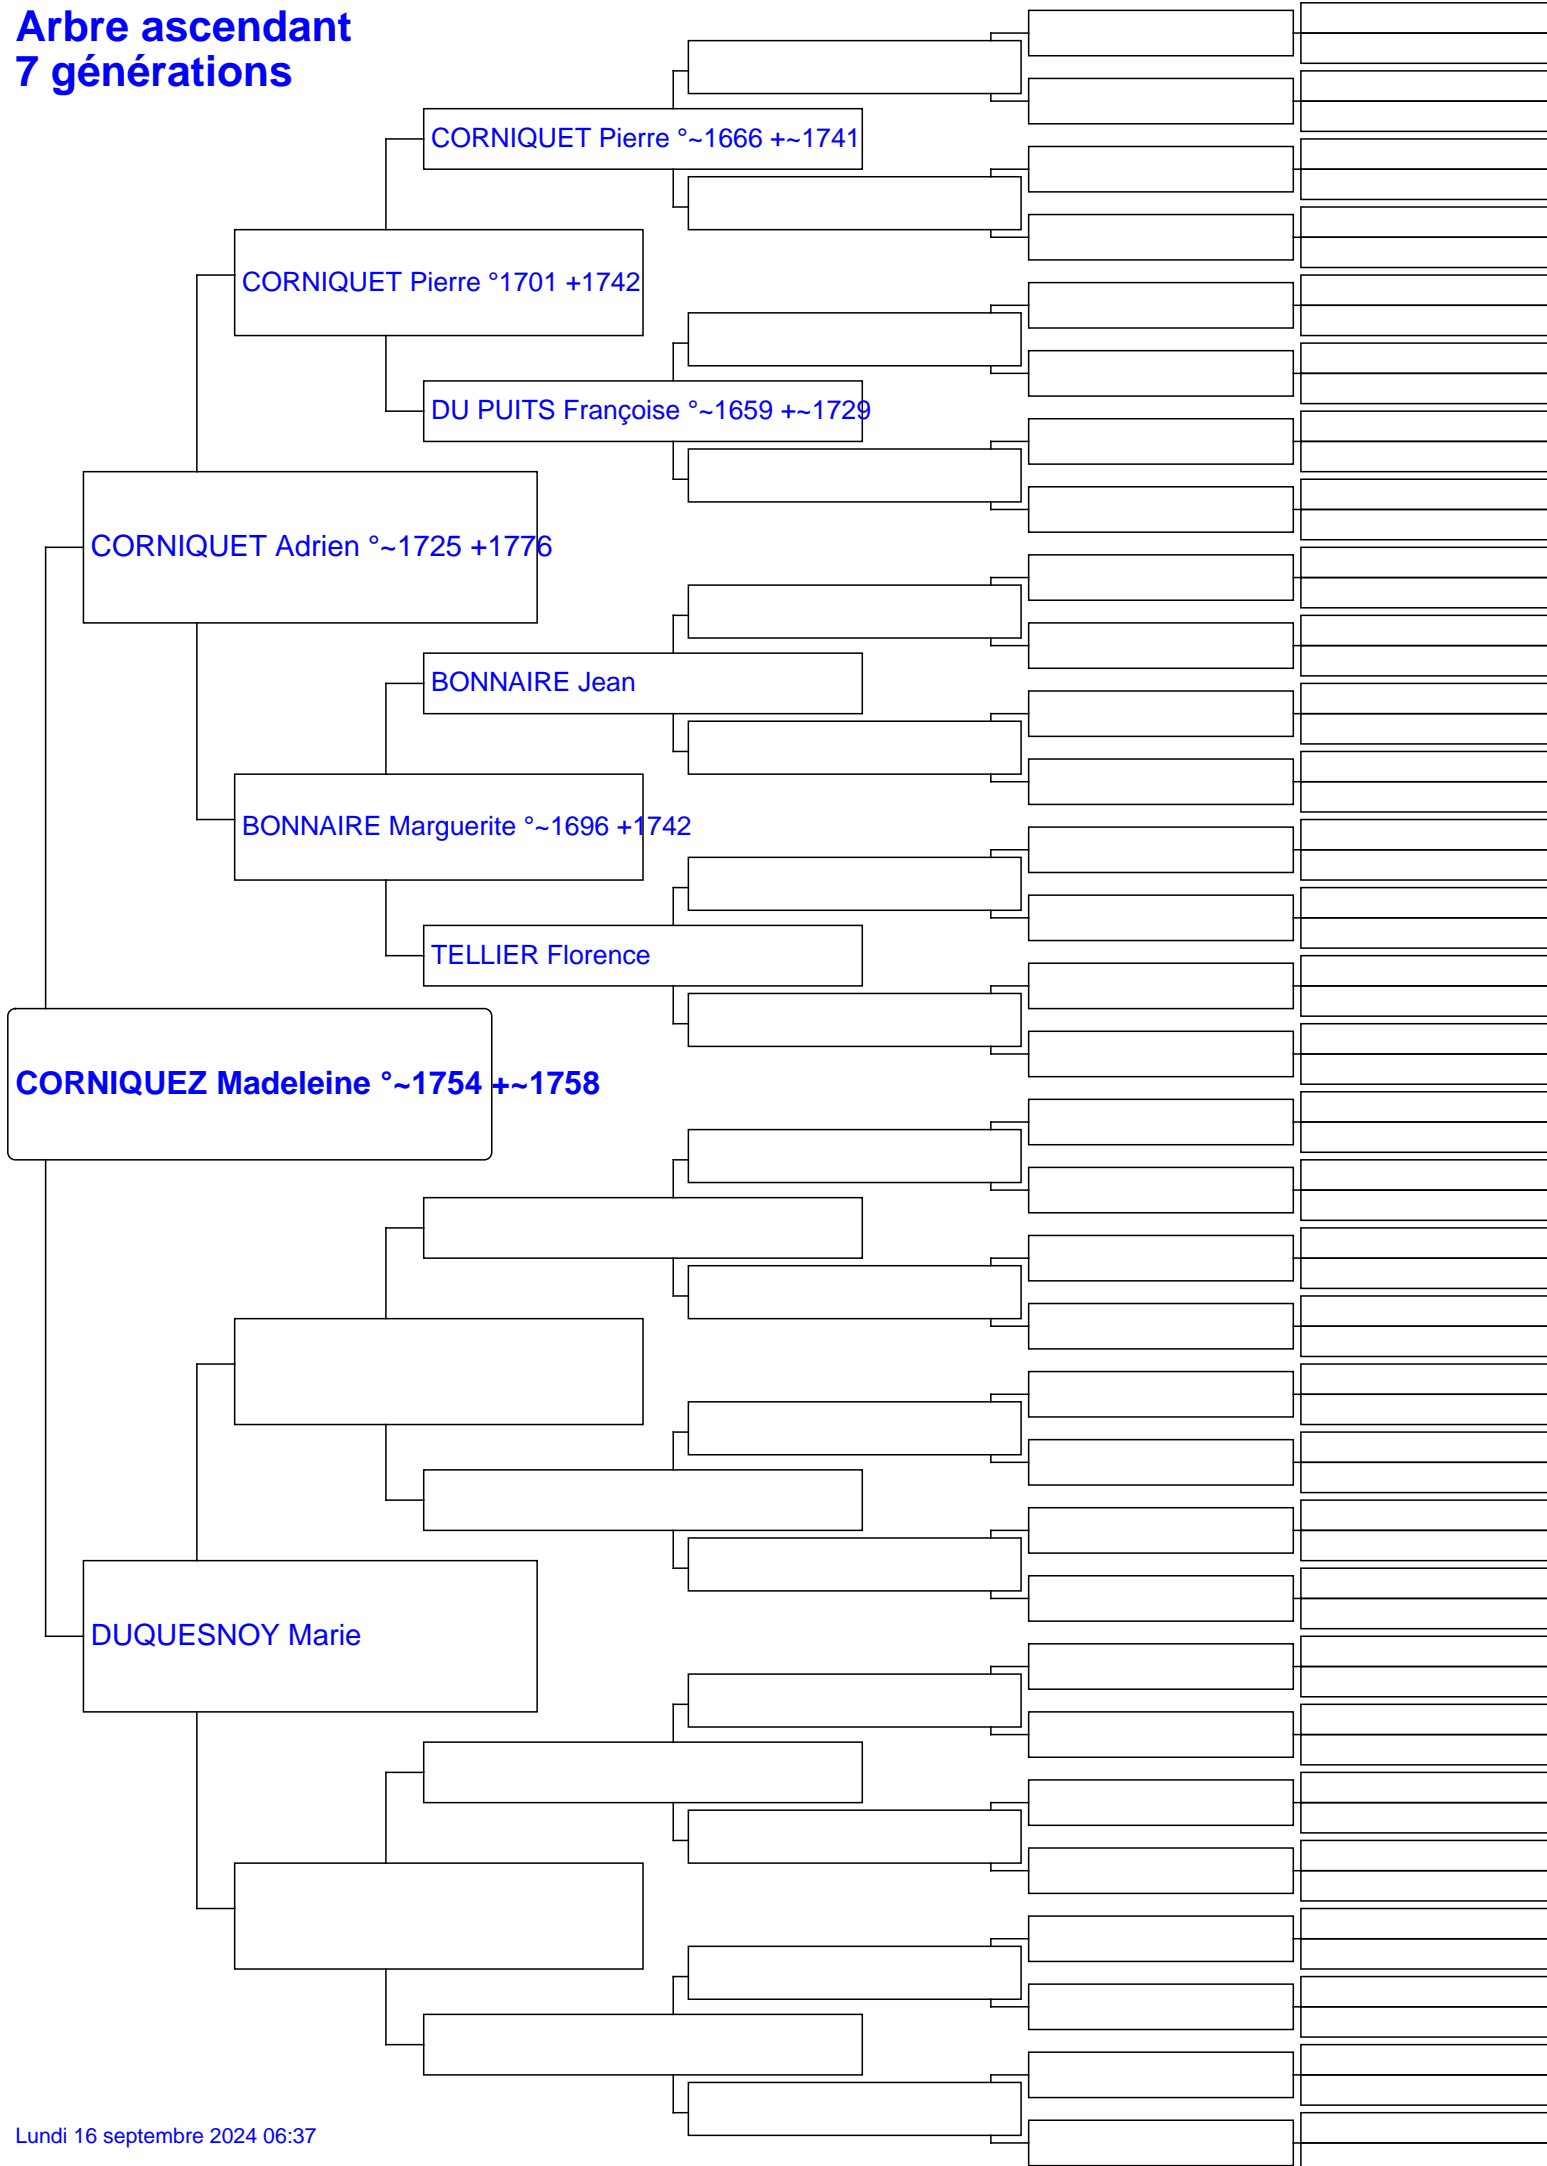 Arbre ascendant
7 générations
CORNIQUET Pierre °~1666 +~1741
CORNIQUET Pierre °1701 +1742
DU PUITS Françoise °~1659 +~1729
CORNIQUET Adrien °~1725 +1776
BONNAIRE Jean
BONNAIRE Marguerite °~1696 +1742
TELLIER Florence
CORNIQUEZ Madeleine °~1754 +~1758
DUQUESNOY Marie
Lundi 16 septembre 2024 06:37